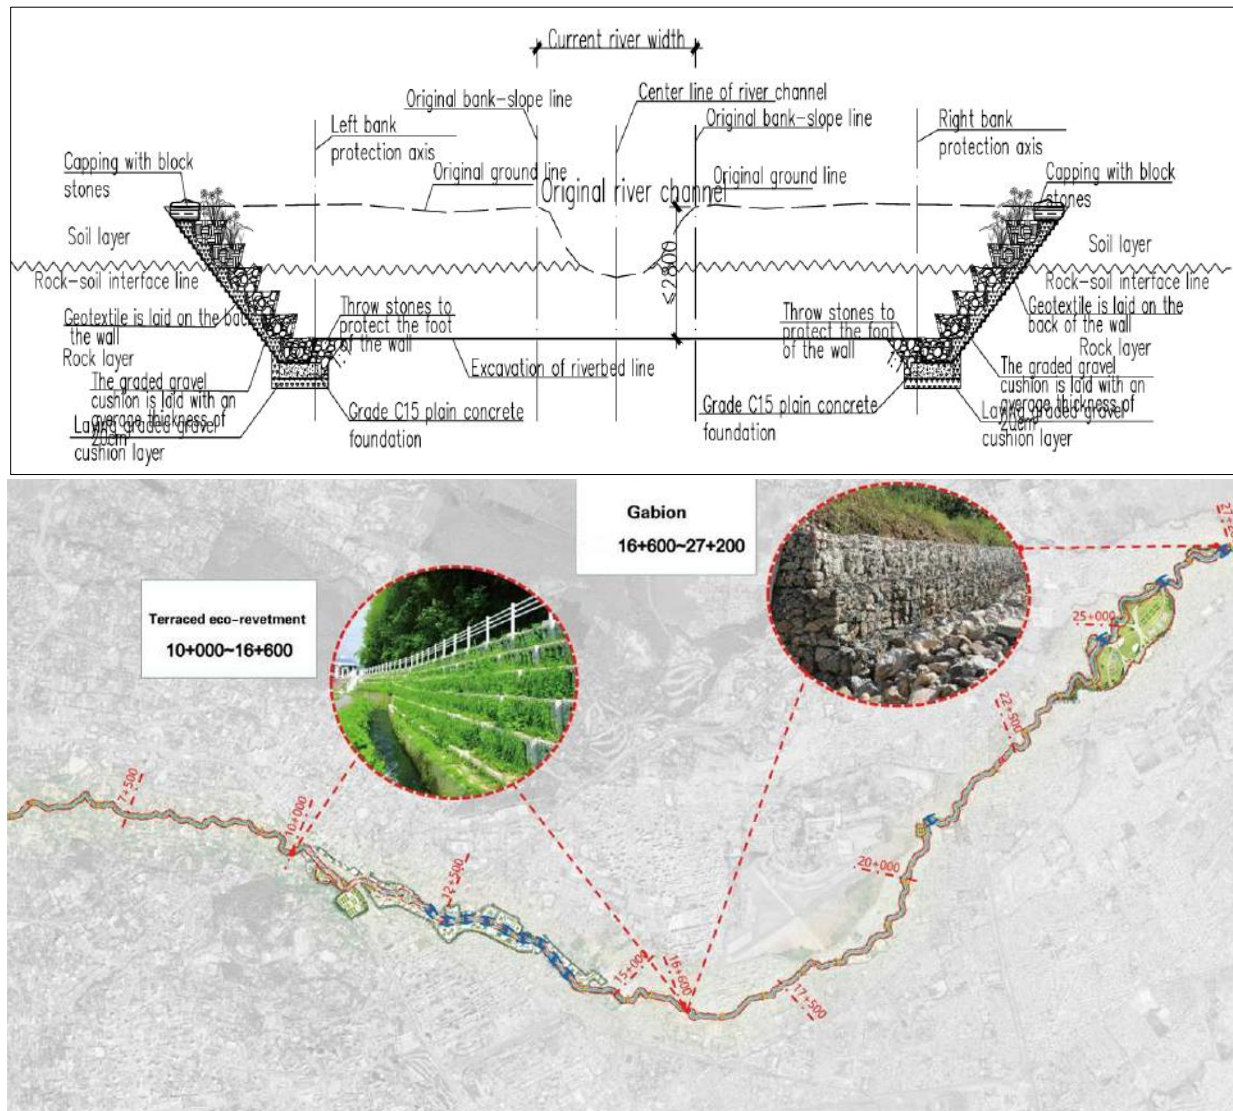 Current river width
Original bank-slope line
Center line of river channel
Original bank-slope line
Left bank
protection axis
Right bank
protection axis
Capping with block
stones
Original ground line
Original river channel
Original ground line
Capping with block
stones
Soil layer
Soil layer
Rock-soil interface line
≤2800
Rock-soil interface line
Geotextile is laid on the back
the wall
Throw stones to
protect the foot
of the wall
Throw stones to
protect the foot
of the wall
Geotextile is laid on the
back of the wall
Rock layer
Rock layer
Excavation of riverbed line
The graded gravel
cushion is laid with an
average thickness of
20cm
Laying graded gravel
cushion layer
Grade C15 plain concrete
foundation
Grade C15 plain concrete
foundation
The graded gravel
cushion is laid with an
average thickness of
20cm
Laying graded gravel
cushion layer
Gabion
16+600~27+200
Terraced eco-revetment
10+000~16+600
7+500
10+000
12+500
15+000
16+600
17+500
20+000
22+500
25+000